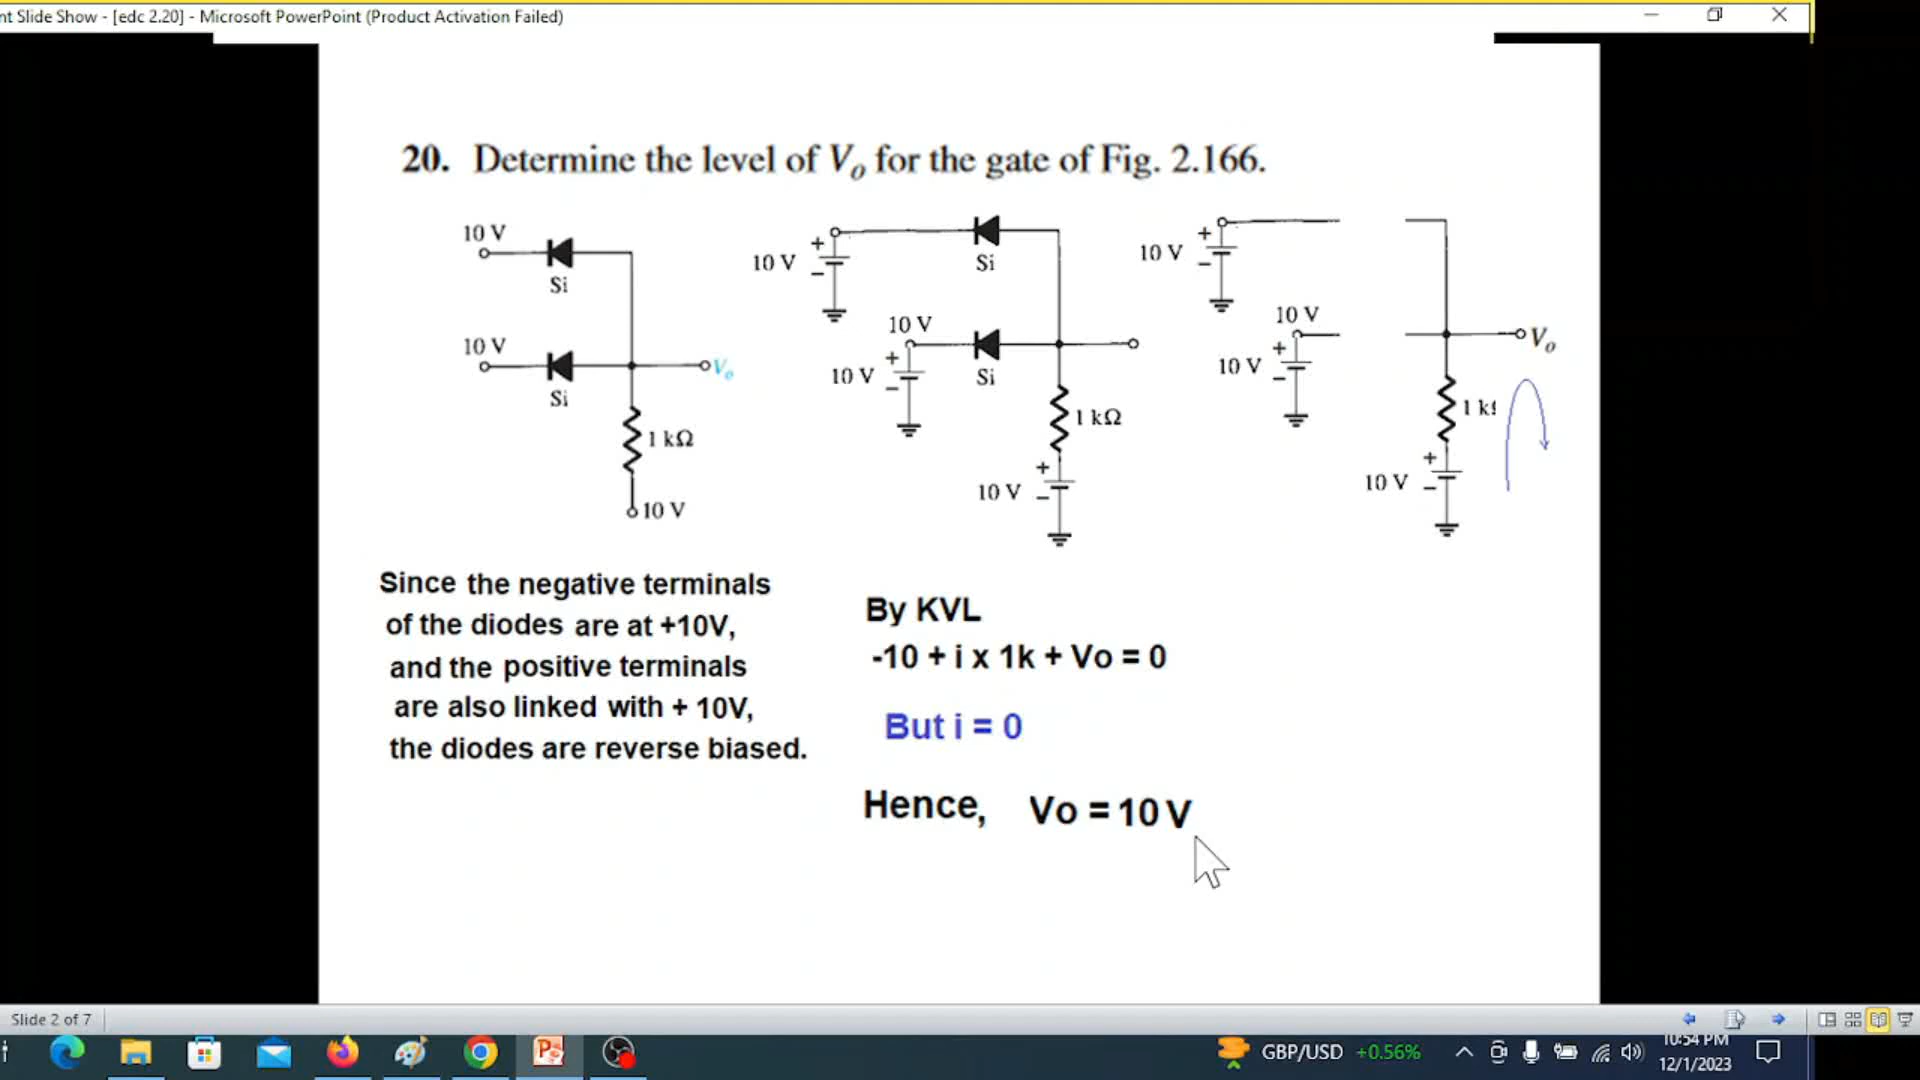 nt Slide Show - [edc 2.20] - Microsoft PowerPoint (Product Activation Failed)
20. Determine the level of Vo for the gate of Fig. 2.166.
10 V
Si
10 V
Si
Vo
1 kΩ
10 V
10 V
+
-
Si
10 V
10 V
+
-
Si
1 kΩ
10 V
+
-
10 V
+
-
10 V
10 V
+
-
Vo
1 k
10 V
+
-
Since the negative terminals
of the diodes are at +10V,
and the positive terminals
are also linked with + 10V,
the diodes are reverse biased.
By KVL
-10 + i x 1k + Vo = 0
But i = 0
Hence, Vo = 10 V
Slide 2 of 7
GBP/USD +0.56%
10:54 PM
12/1/2023